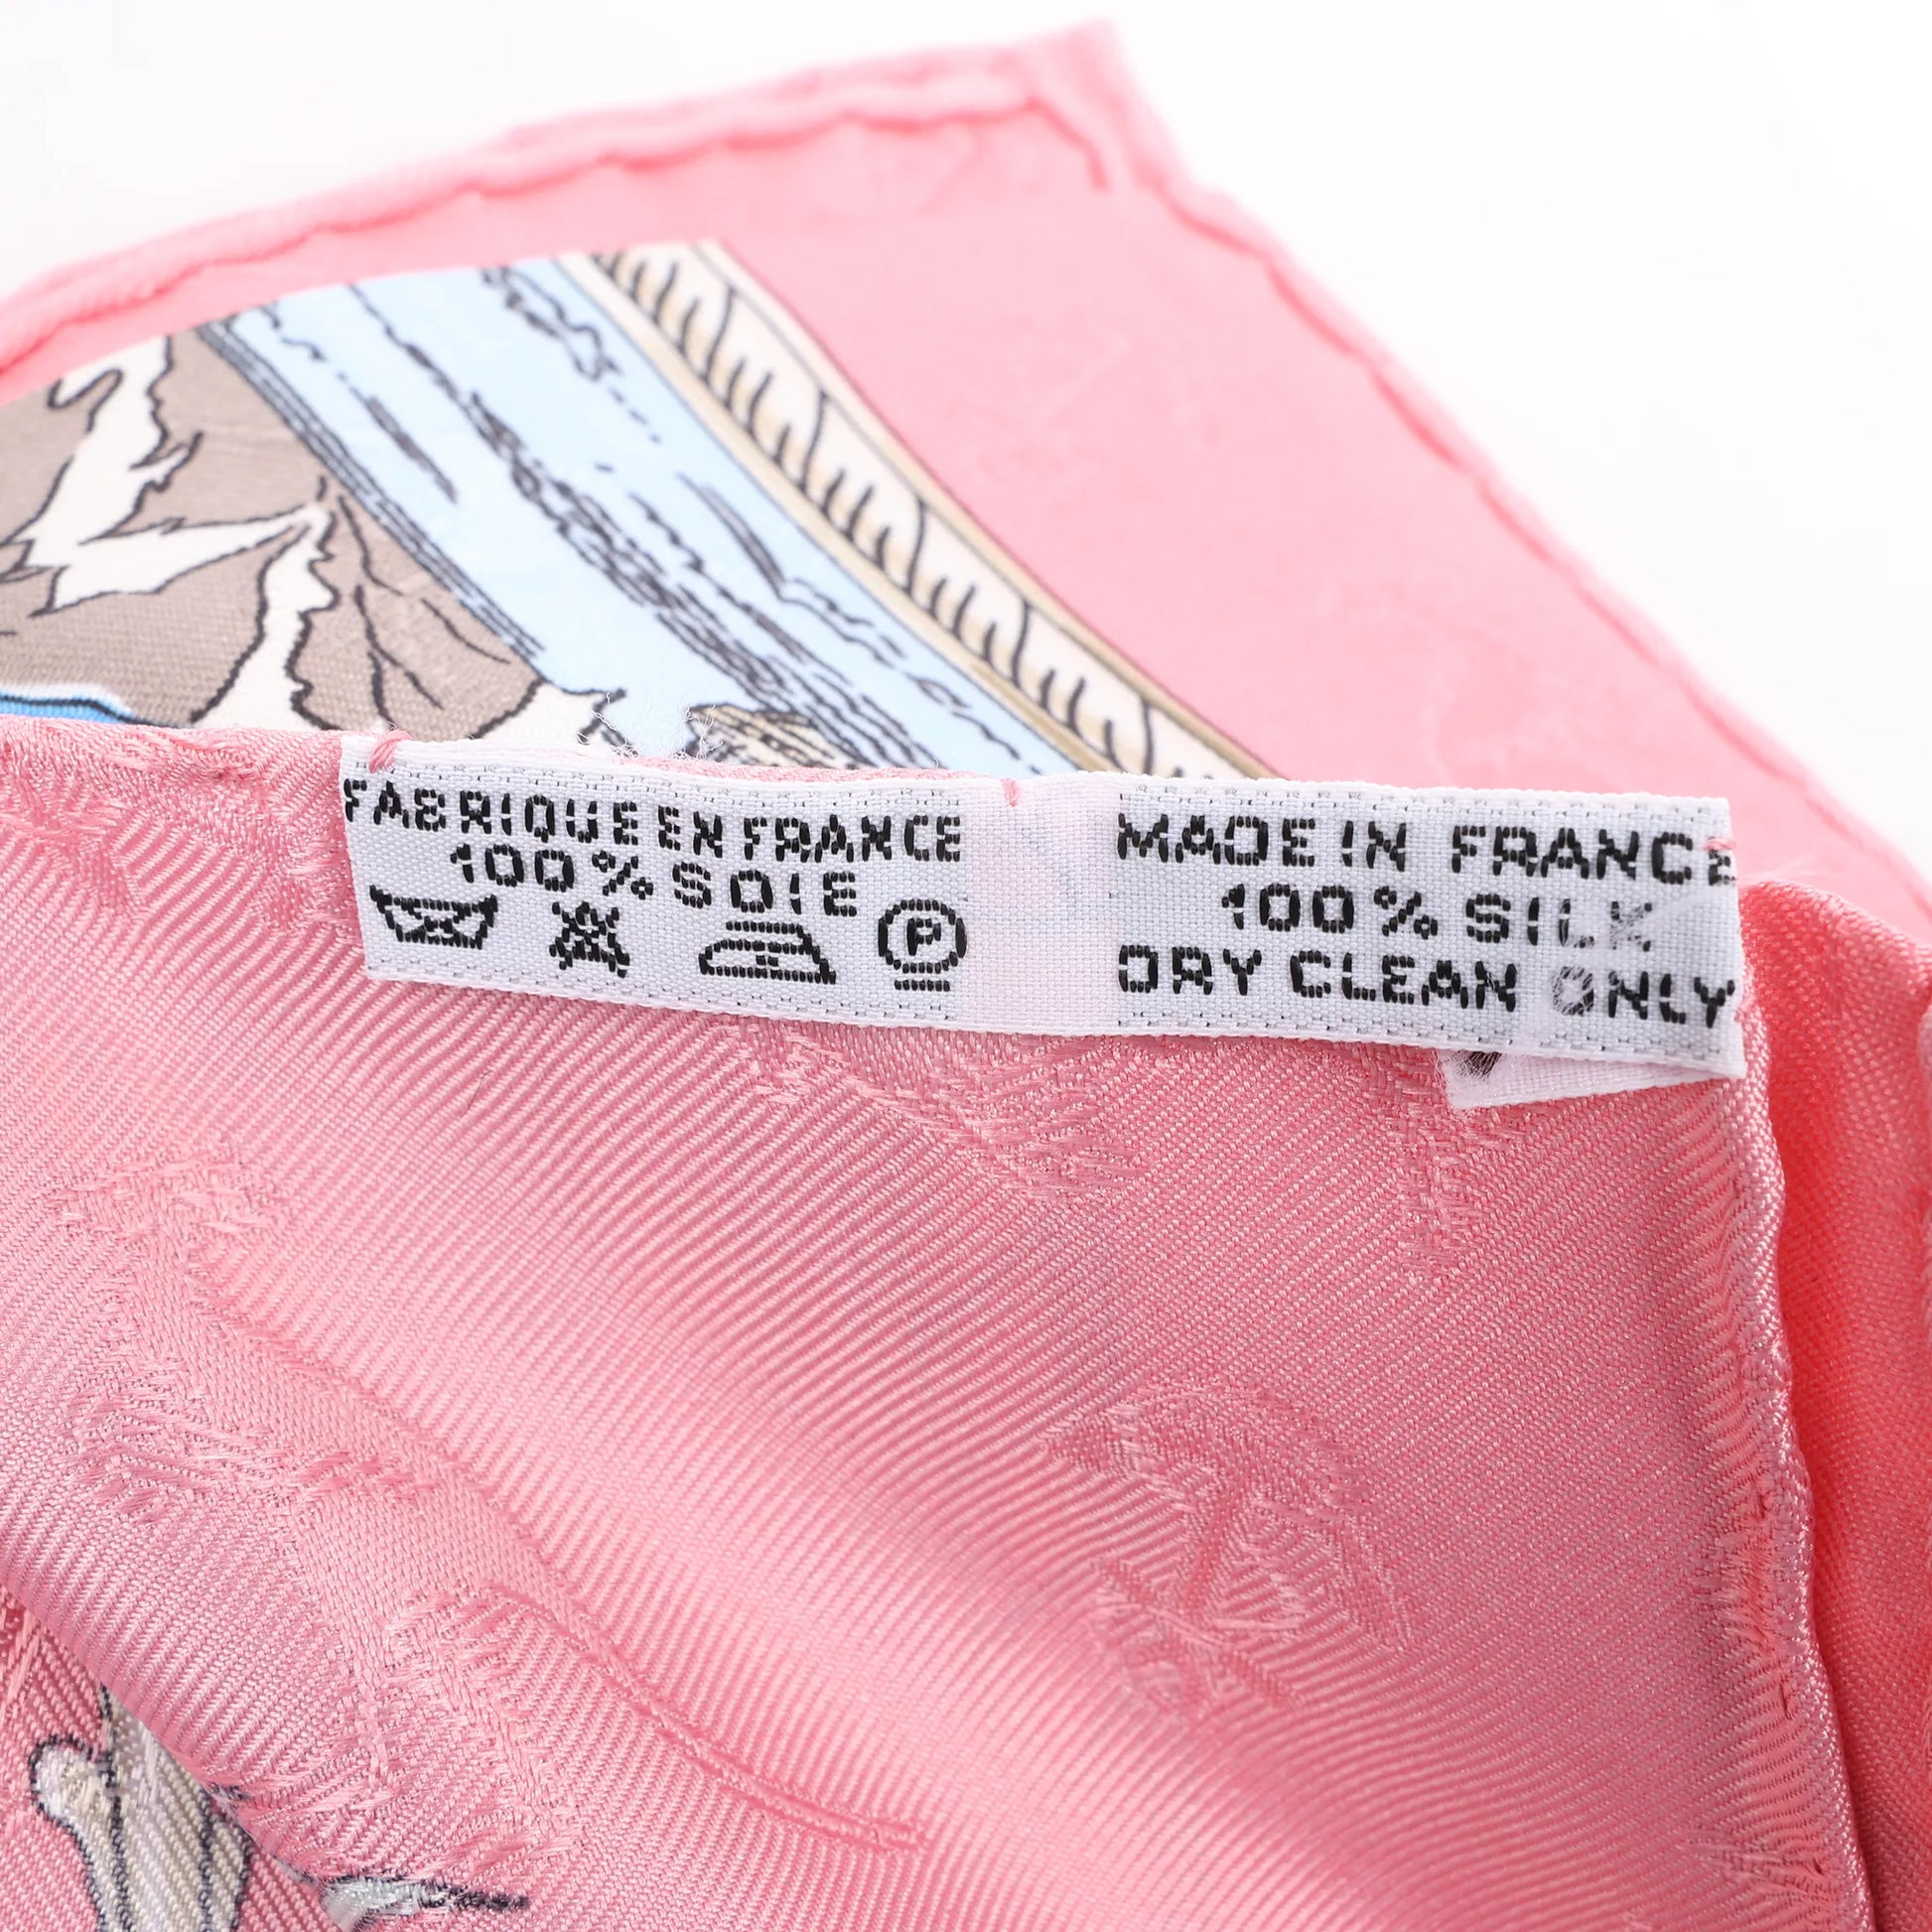 FABRIQUE EN FRANCE
100% SOIE
P
MADE IN FRANCE
100% SILK
DRY CLEAN ONLY